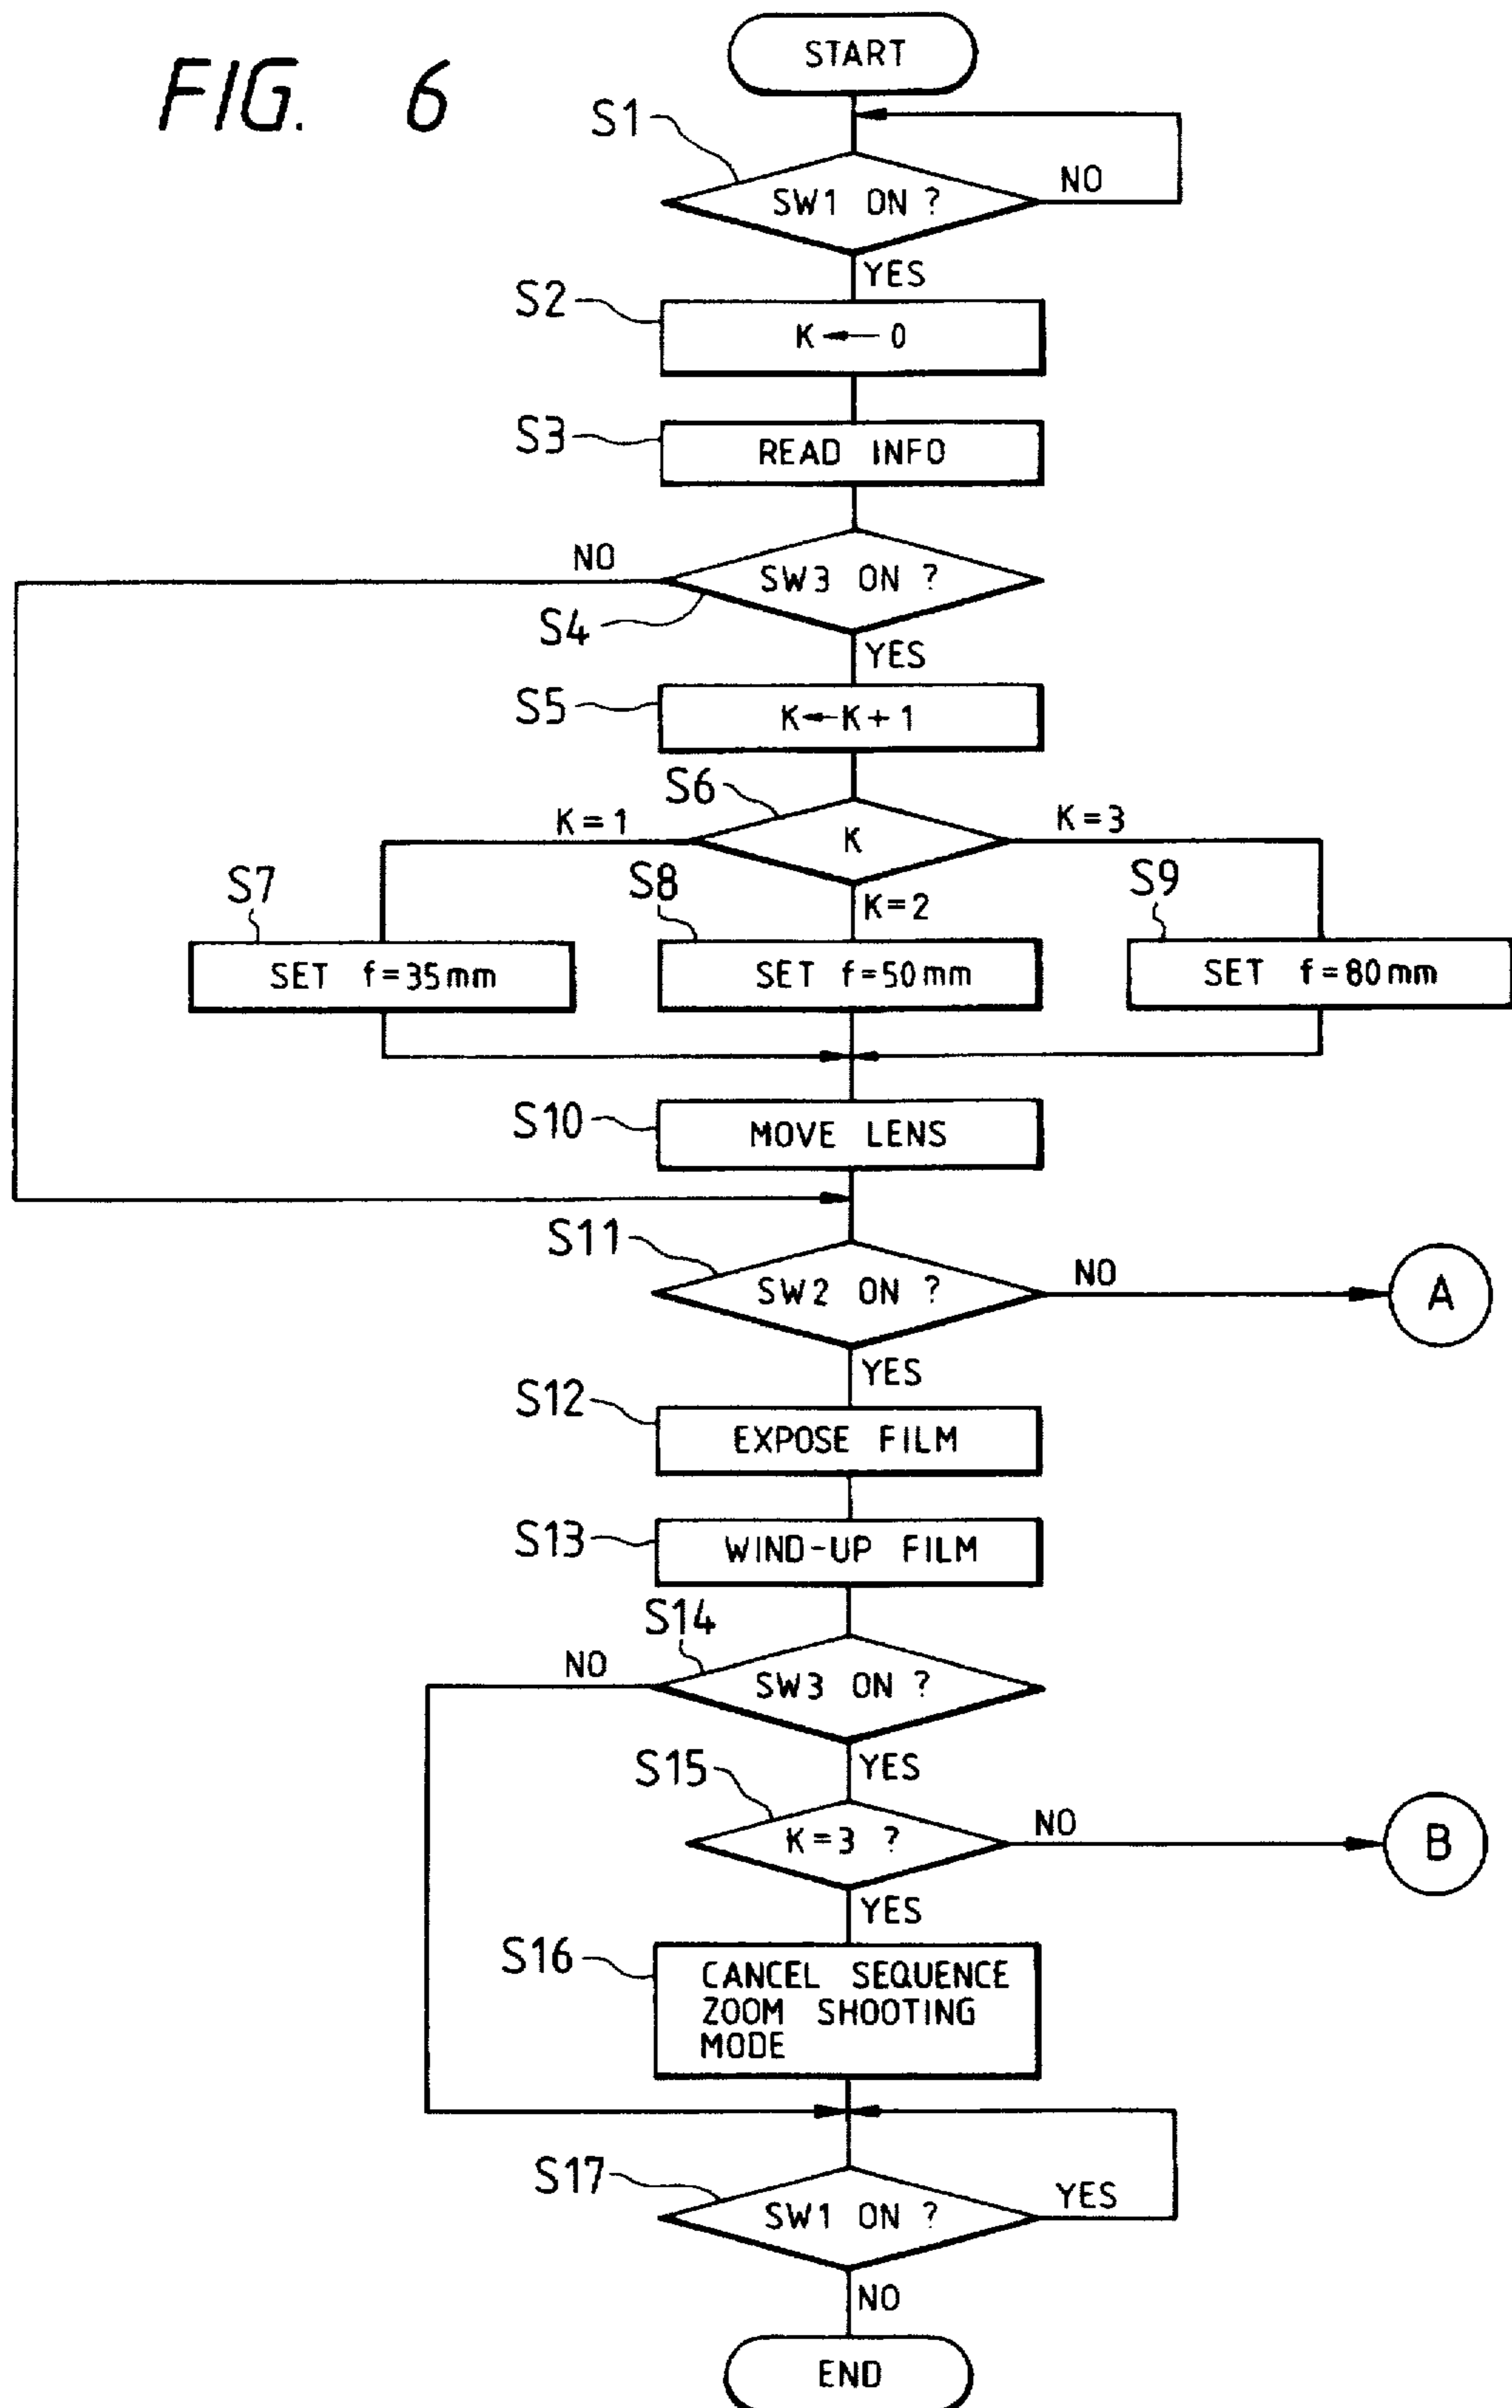 FIG. 6
START
S1
SW1 ON ?
NO
YES
S2
K ← 0
S3
READ INFO
NO
SW3 ON ?
S4
YES
S5
K←K+1
S6
K=1
K
K=3
K=2
S7
S8
S9
SET f=35mm
SET f=50mm
SET f=80mm
S10
MOVE LENS
S11
SW2 ON ?
NO
A
YES
S12
EXPOSE FILM
S13
WIND-UP FILM
S14
NO
SW3 ON ?
YES
S15
K=3 ?
NO
B
YES
S16
CANCEL SEQUENCE
ZOOM SHOOTING
MODE
S17
SW1 ON ?
YES
NO
END